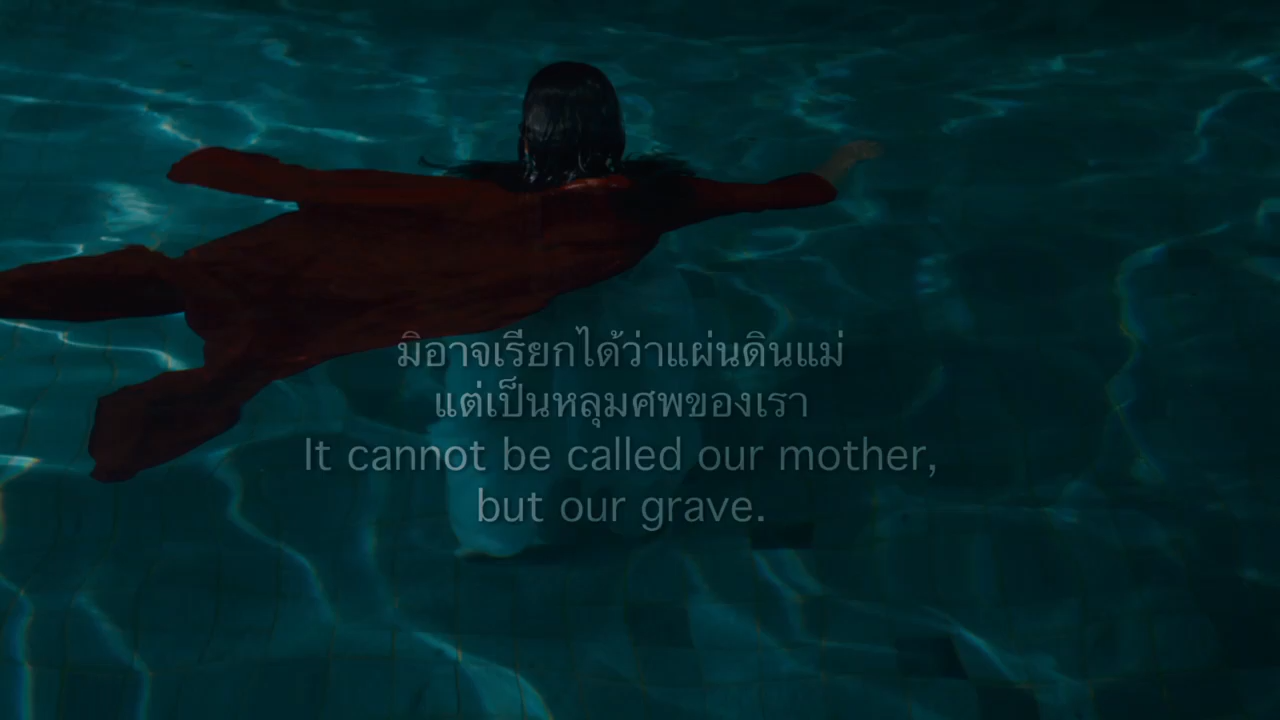 มิอาจเรียกได้ว่าแผ่นดินแม่
แต่เป็นหลุมศพของเรา
It cannot be called our mother,
but our grave.